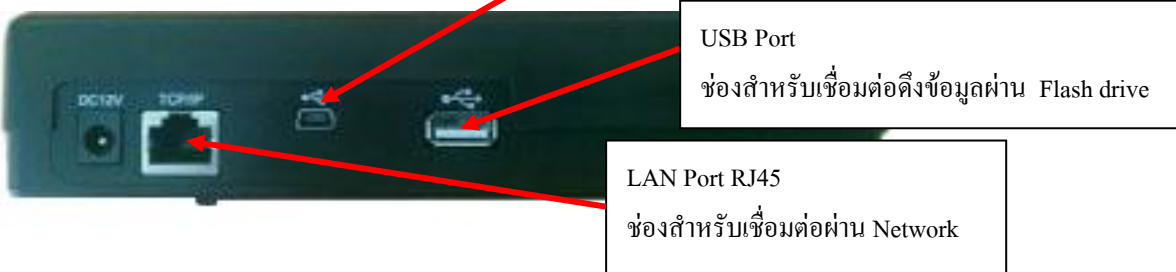 USB Port
ช่องสำหรับเชื่อมต่อดึงข้อมูลผ่าน Flash drive
DC12V TCP/IP
LAN Port RJ45
ช่องสำหรับเชื่อมต่อผ่าน Network